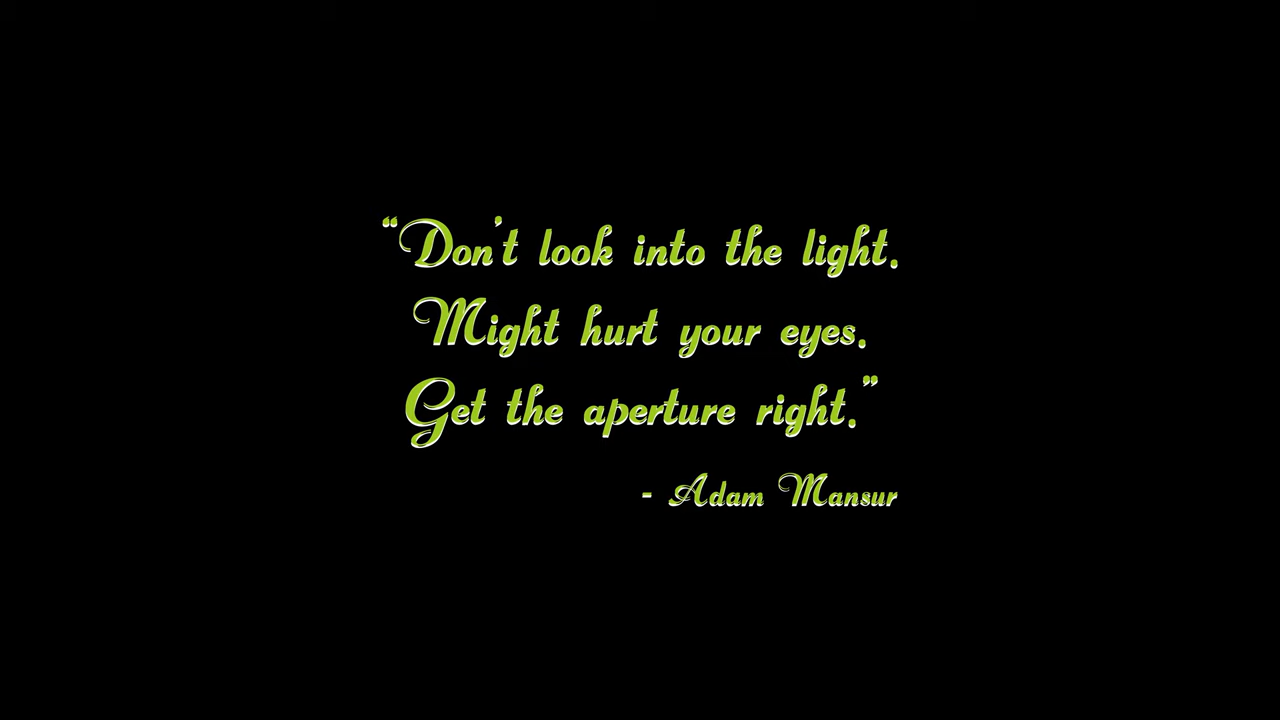 “Don’t look into the light.
Might hurt your eyes.
Get the aperture right.”
- Adam Mansur